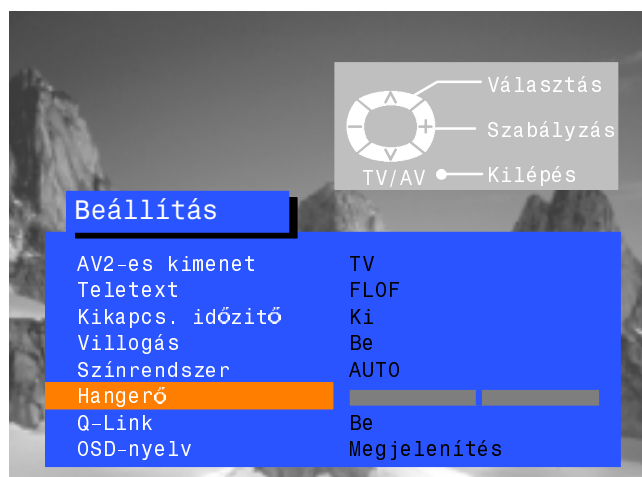 Választás
Szabályzás
TV/AV Kilépés
Beállítás
AV2-es kimenet TV
Teletext FLOF
Kikapcs. időzitő Ki
Villogás Be
Színrendszer AUTO
Hangerő
Q-Link Be
OSD-nyelv Megjelenítés